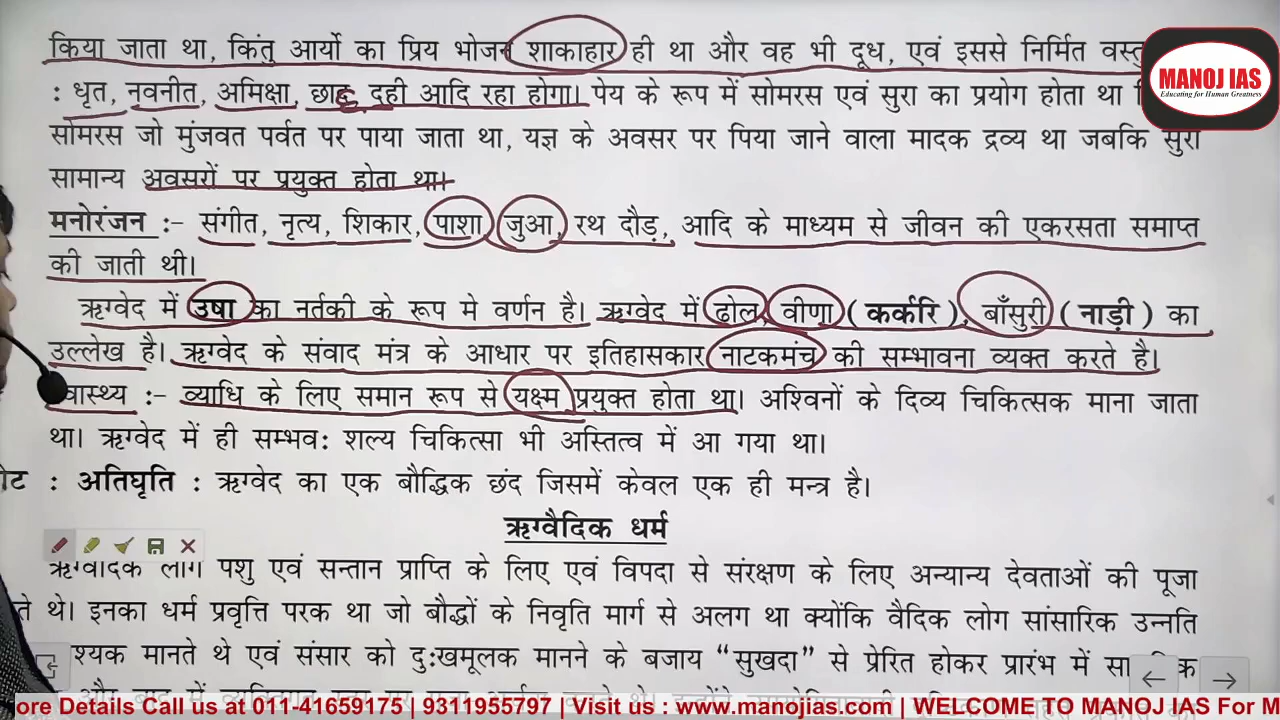 किया जाता था, किंतु आर्यो का प्रिय भोजन शाकाहार ही था और वह भी दूध, एवं इससे निर्मित
: धृत, नवनीत, अमिक्षा, छाछ, दही आदि रहा होगा। पेय के रूप में सोमरस एवं सुरा का प्रयोग होता था
सोमरस जो मुंजवत पर्वत पर पाया जाता था, यज्ञ के अवसर पर पिया जाने वाला मादक द्रव्य था जबकि सुरा
सामान्य अवसरों पर प्रयुक्त होता था।
मनोरंजन :- संगीत, नृत्य, शिकार, पाशा जुआ, रथ दौड़, आदि के माध्यम से जीवन की एकरसता समाप्त
की जाती थी।
ऋग्वेद में उषा का नर्तकी के रूप मे वर्णन है। ऋग्वेद में ढोल, वीणा (कर्करि), बाँसुरी (नाड़ी) का
उल्लेख है। ऋग्वेद के संवाद मंत्र के आधार पर इतिहासकार नाटकमंच की सम्भावना व्यक्त करते है।
:- व्याधि के लिए समान रूप से यक्ष्म प्रयुक्त होता था। अश्विनों के दिव्य चिकित्सक माना जाता
था। ऋग्वेद में ही सम्भव: शल्य चिकित्सा भी अस्तित्व में आ गया था।
: अतिघृति : ऋग्वेद का एक बौद्धिक छंद जिसमें केवल एक ही मन्त्र है।
ऋग्वैदिक धर्म
लोग पशु एवं सन्तान प्राप्ति के लिए एवं विपदा से संरक्षण के लिए अन्यान्य देवताओं की पूजा
थे। इनका धर्म प्रवृत्ति परक था जो बौद्धों के निवृति मार्ग से अलग था क्योंकि वैदिक लोग सांसारिक उन्नति
मानते थे एवं संसार को दुःखमूलक मानने के बजाय “सुखदा” से प्रेरित होकर प्रारंभ में
MANOJ IAS
Educating for Human Greatness
ore Details Call us at 011-41659175 | 9311955797 | Visit us : www.manojias.com | WELCOME TO MANOJ IAS For M